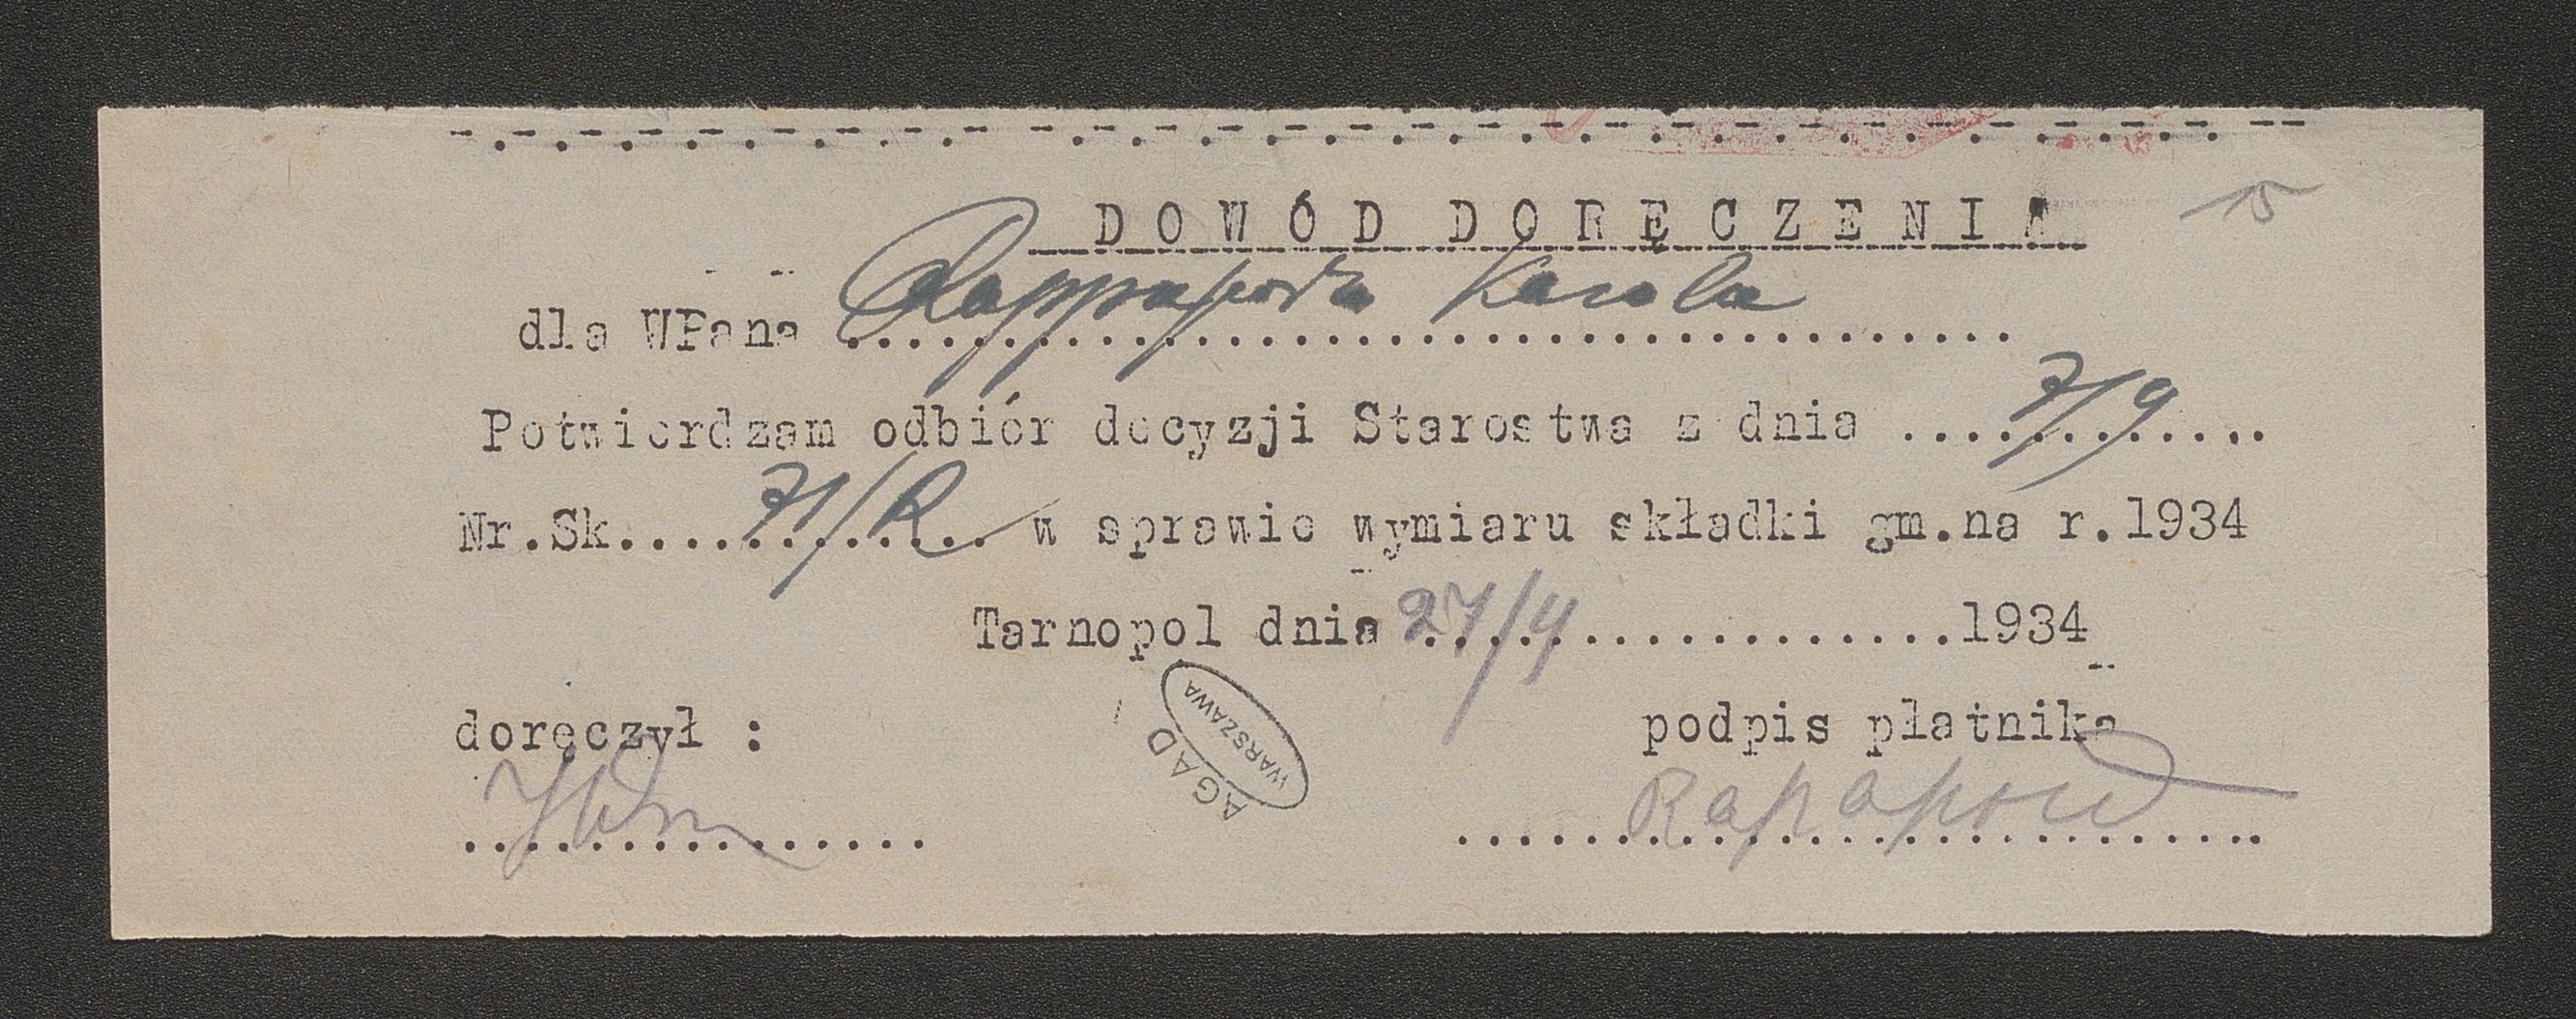 15
DOWÓD DORĘCZENIA
dla WPana Rappaporta Karola
Potwierdzam odbiór decyzji Starostwa z dnia ...7/9...
Nr.Sk....71/R... w sprawie wymiaru składki gm.na r.1934
Tarnopol dnia 27/4...1934
doręczył : podpis płatnika
Rapaport
AGAD
WARSZAWA